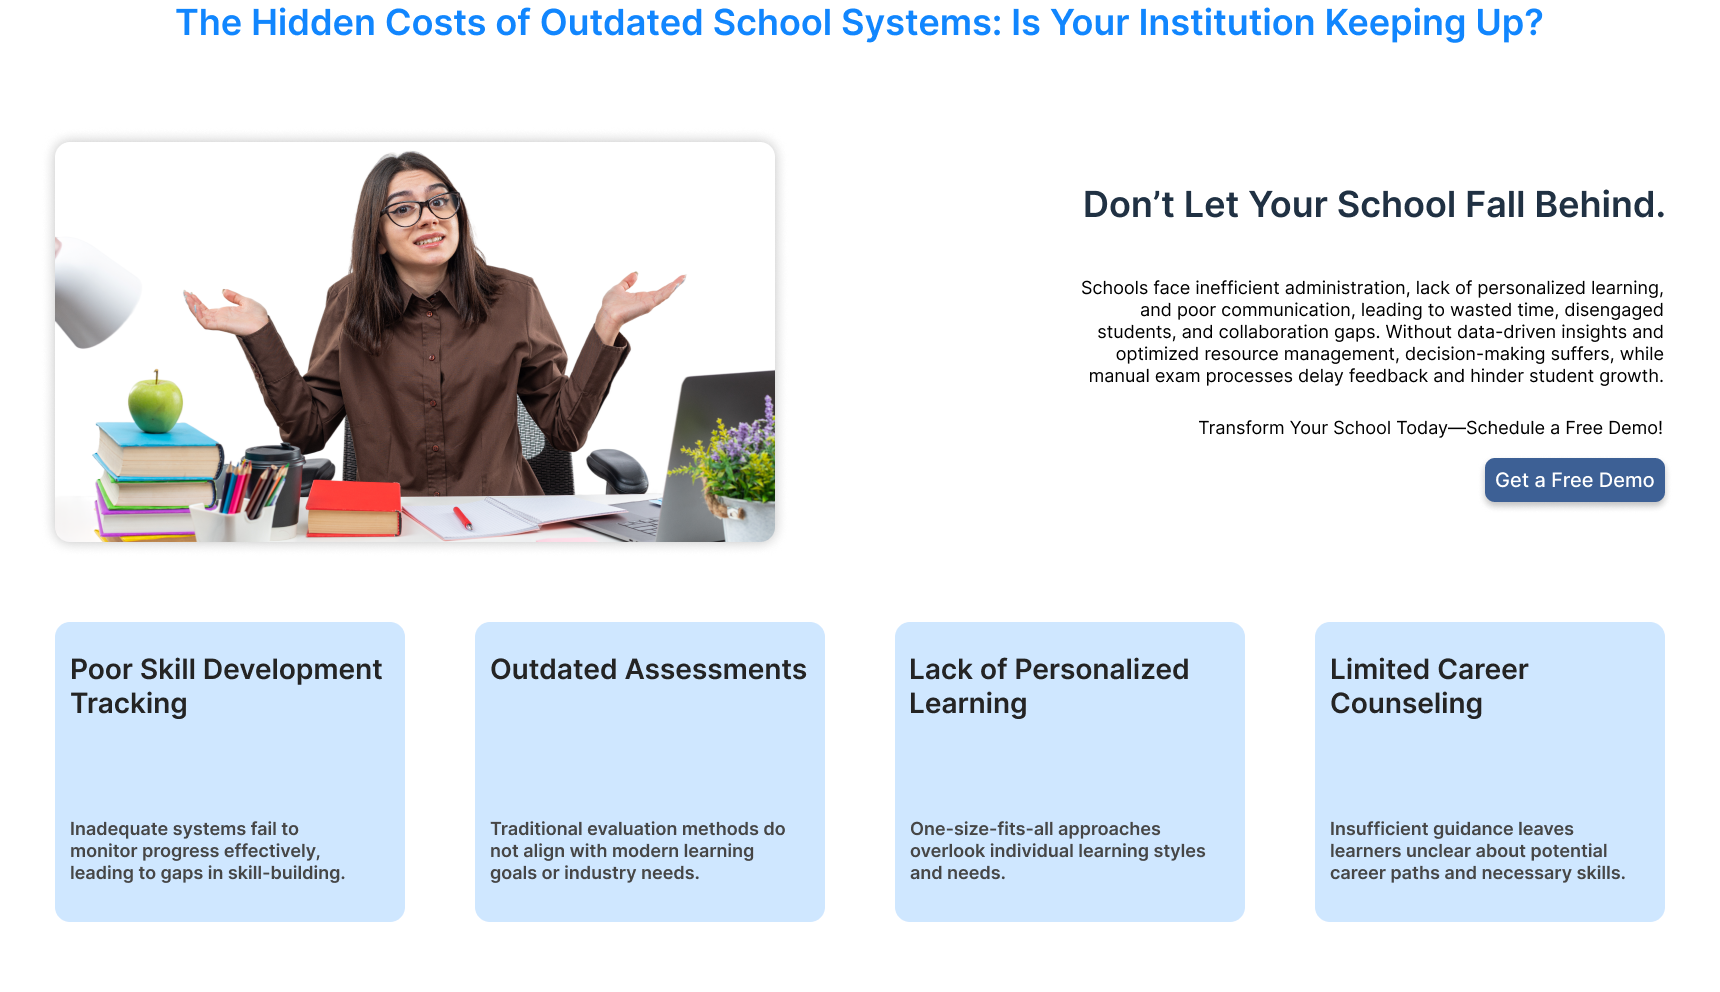 The Hidden Costs of Outdated School Systems: Is Your Institution Keeping Up?
Don’t Let Your School Fall Behind.
Schools face inefficient administration, lack of personalized learning,
and poor communication, leading to wasted time, disengaged
students, and collaboration gaps. Without data-driven insights and
optimized resource management, decision-making suffers, while
manual exam processes delay feedback and hinder student growth.
Transform Your School Today—Schedule a Free Demo!
Get a Free Demo
Poor Skill Development
Tracking
Inadequate systems fail to
monitor progress effectively,
leading to gaps in skill-building.
Outdated Assessments
Traditional evaluation methods do
not align with modern learning
goals or industry needs.
Lack of Personalized
Learning
One-size-fits-all approaches
overlook individual learning styles
and needs.
Limited Career
Counseling
Insufficient guidance leaves
learners unclear about potential
career paths and necessary skills.